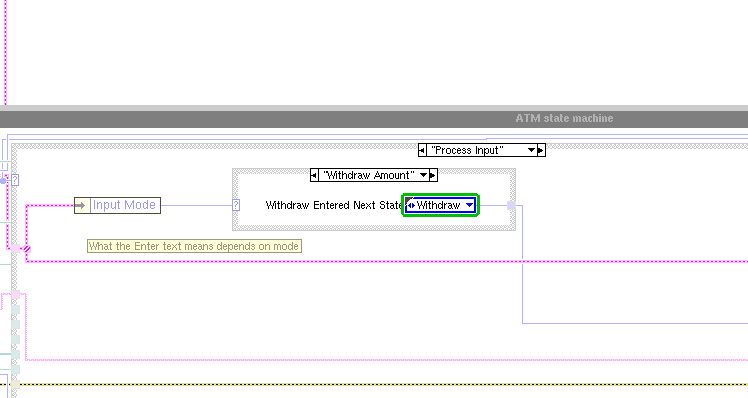 ATM state machine
"Process Input"
"Withdraw Amount"
Input Mode
?
?
Withdraw Entered Next State
Withdraw
What the Enter text means depends on mode